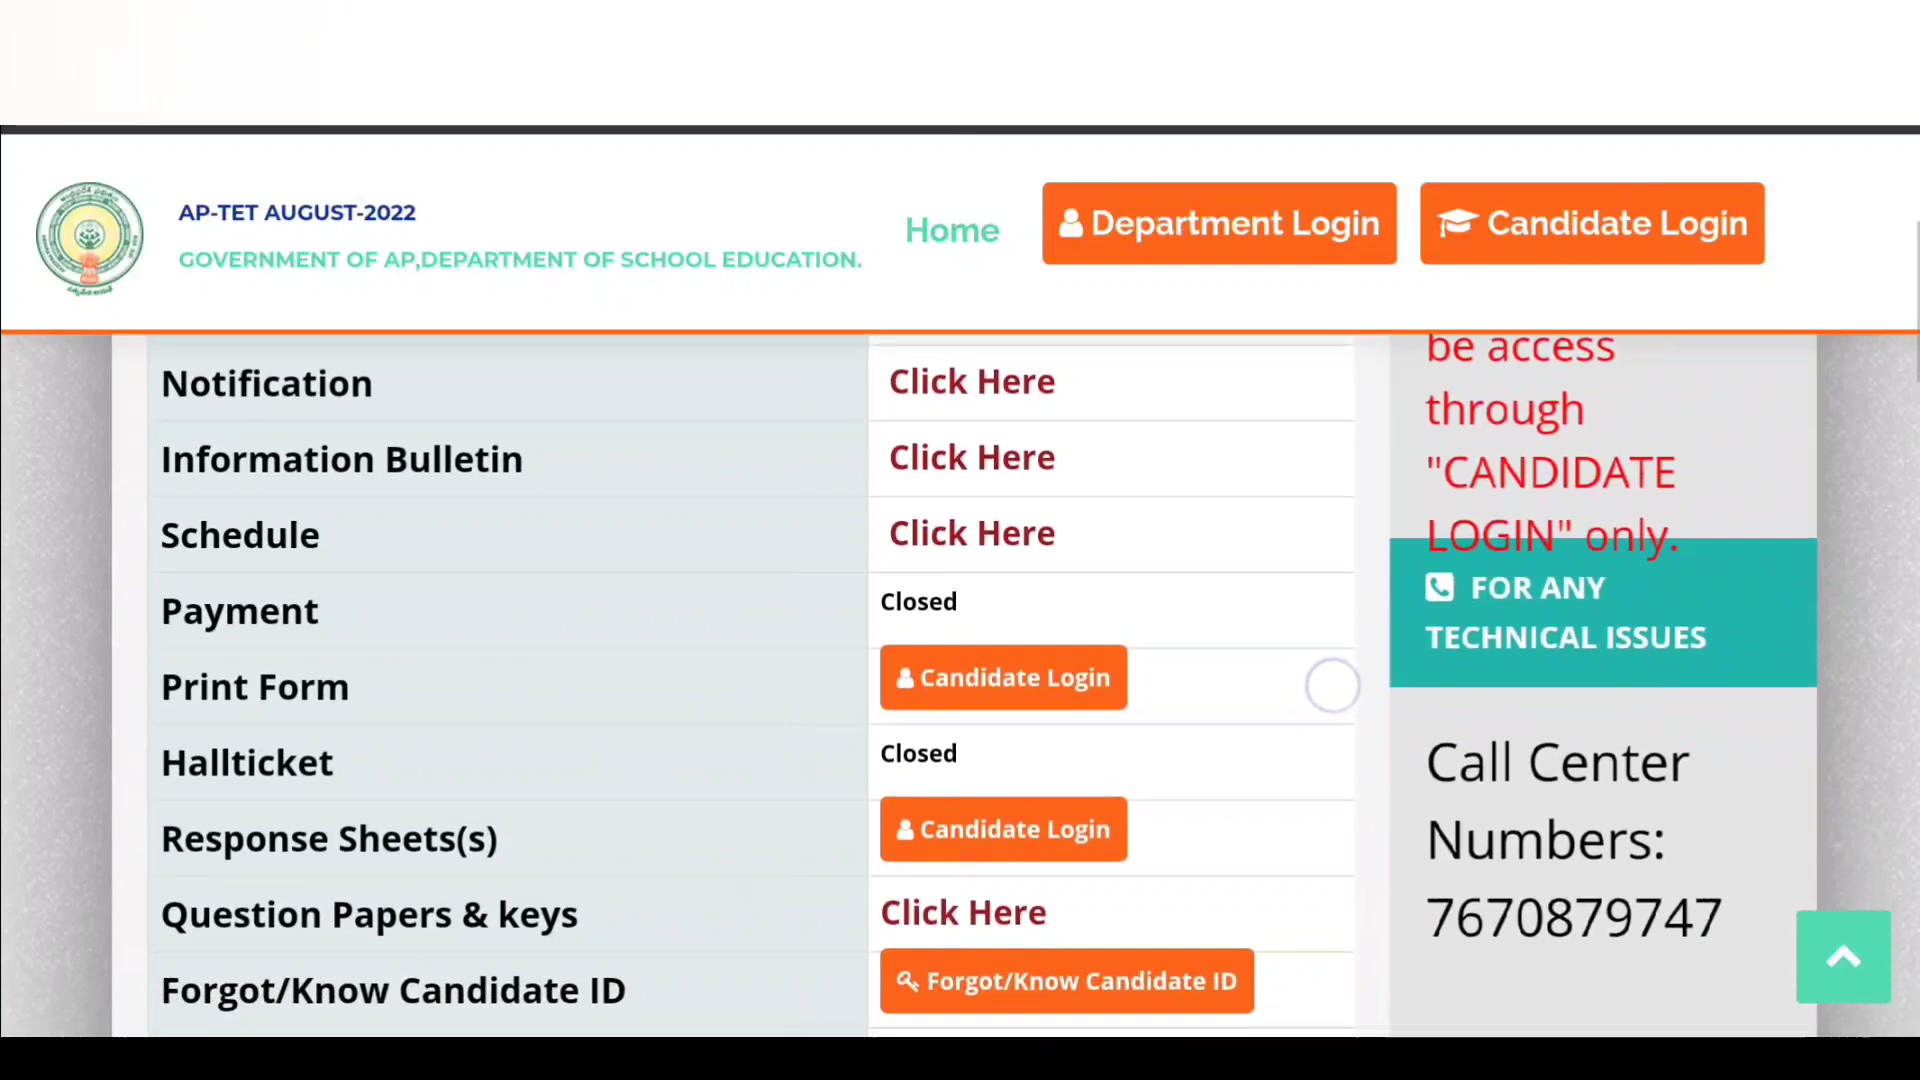 AP-TET AUGUST-2022
GOVERNMENT OF AP,DEPARTMENT OF SCHOOL EDUCATION.
Home
Department Login
Candidate Login
Notification
Click Here
Information Bulletin
Click Here
Schedule
Click Here
Payment
Closed
Print Form
Candidate Login
Hallticket
Closed
Response Sheets(s)
Candidate Login
Question Papers & keys
Click Here
Forgot/Know Candidate ID
Forgot/Know Candidate ID
be access
through
"CANDIDATE
LOGIN" only.
FOR ANY
TECHNICAL ISSUES
Call Center
Numbers:
7670879747